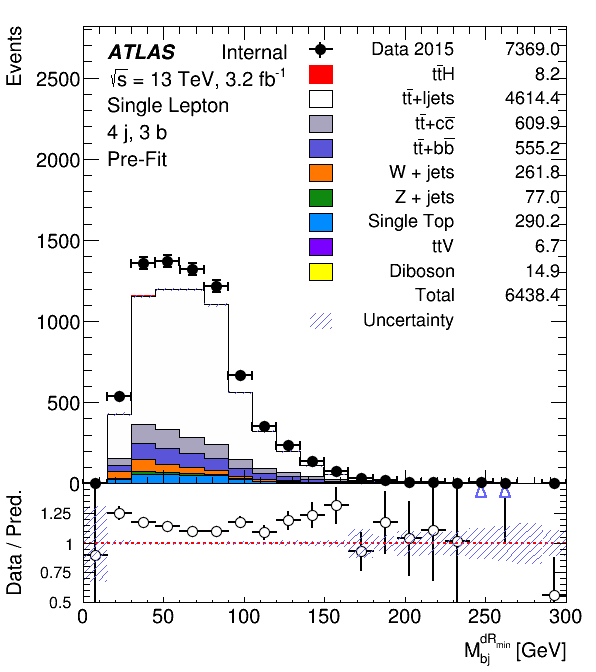 Events
2500
2000
1500
1000
500
0
ATLAS Internal
√s = 13 TeV, 3.2 fb⁻¹
Single Lepton
4 j, 3 b
Pre-Fit
Data 2015 7369.0
tt̄H 8.2
tt̄+ljets 4614.4
tt̄+cc̄ 609.9
tt̄+bb̄ 555.2
W + jets 261.8
Z + jets 77.0
Single Top 290.2
ttV 6.7
Diboson 14.9
Total 6438.4
Uncertainty
Data / Pred.
1.25
1
0.75
0.5
0 50 100 150 200 250 300
M_bj^dR_min [GeV]